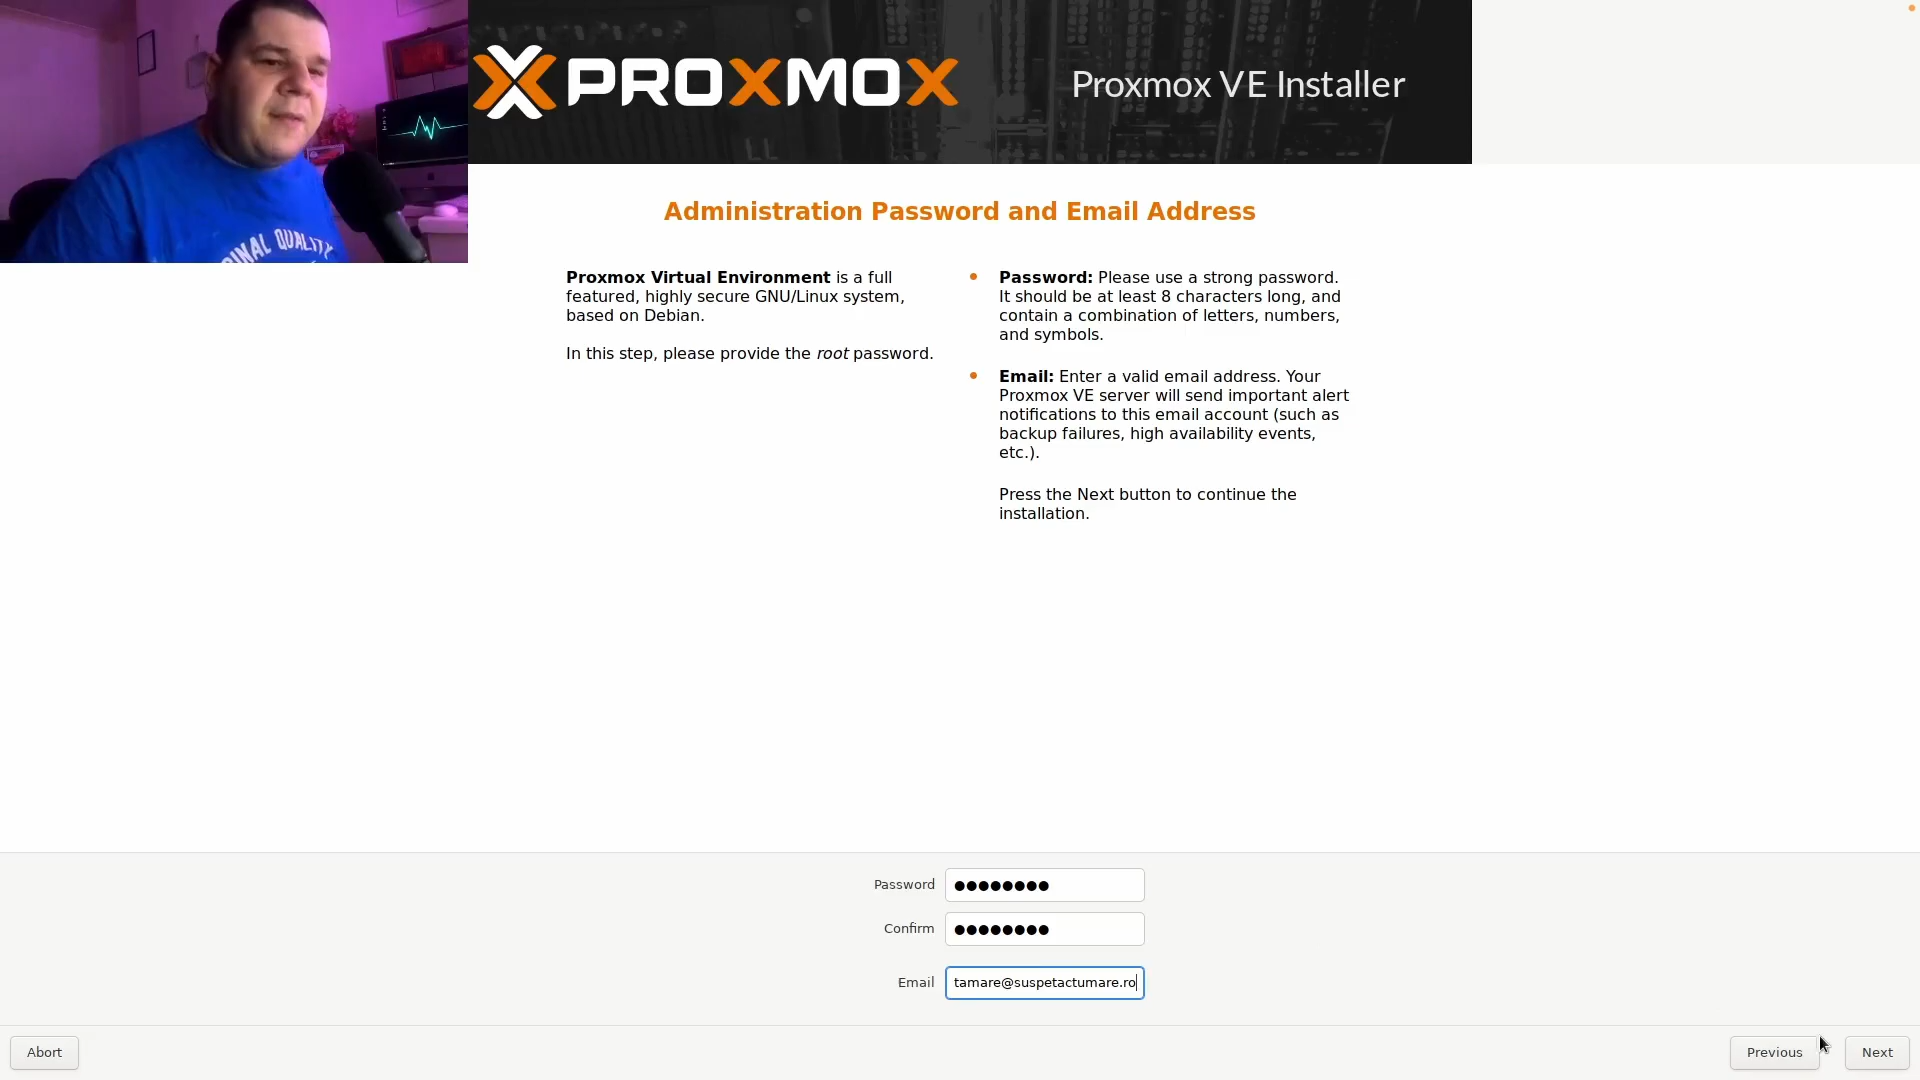 PROXMOX
Proxmox VE Installer
INAL QUALITY
Administration Password and Email Address
Proxmox Virtual Environment is a full
featured, highly secure GNU/Linux system,
based on Debian.
In this step, please provide the root password.
• Password: Please use a strong password.
It should be at least 8 characters long, and
contain a combination of letters, numbers,
and symbols.
• Email: Enter a valid email address. Your
Proxmox VE server will send important alert
notifications to this email account (such as
backup failures, high availability events,
etc.).
Press the Next button to continue the
installation.
Password ●●●●●●●●
Confirm ●●●●●●●●
Email tamare@suspetactumare.ro
Abort
Previous
Next